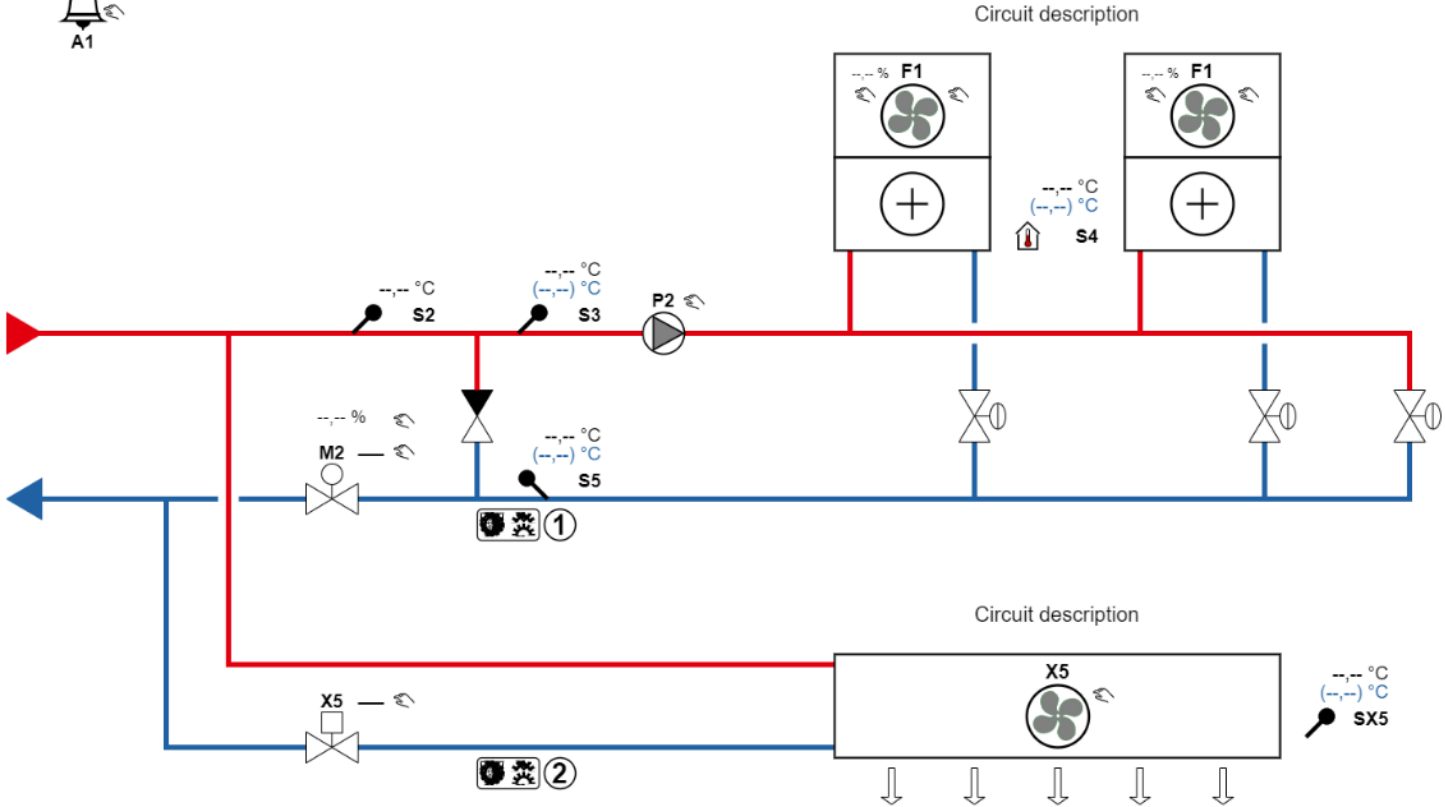 A1
Circuit description
--,-- % F1
--,-- % F1
--,-- °C
(--,--) °C
S4
--,-- °C
S2
--,-- °C
(--,--) °C
S3
P2
--,-- %
M2
--,-- °C
(--,--) °C
S5
1
Circuit description
X5
X5
--,-- °C
(--,--) °C
SX5
2